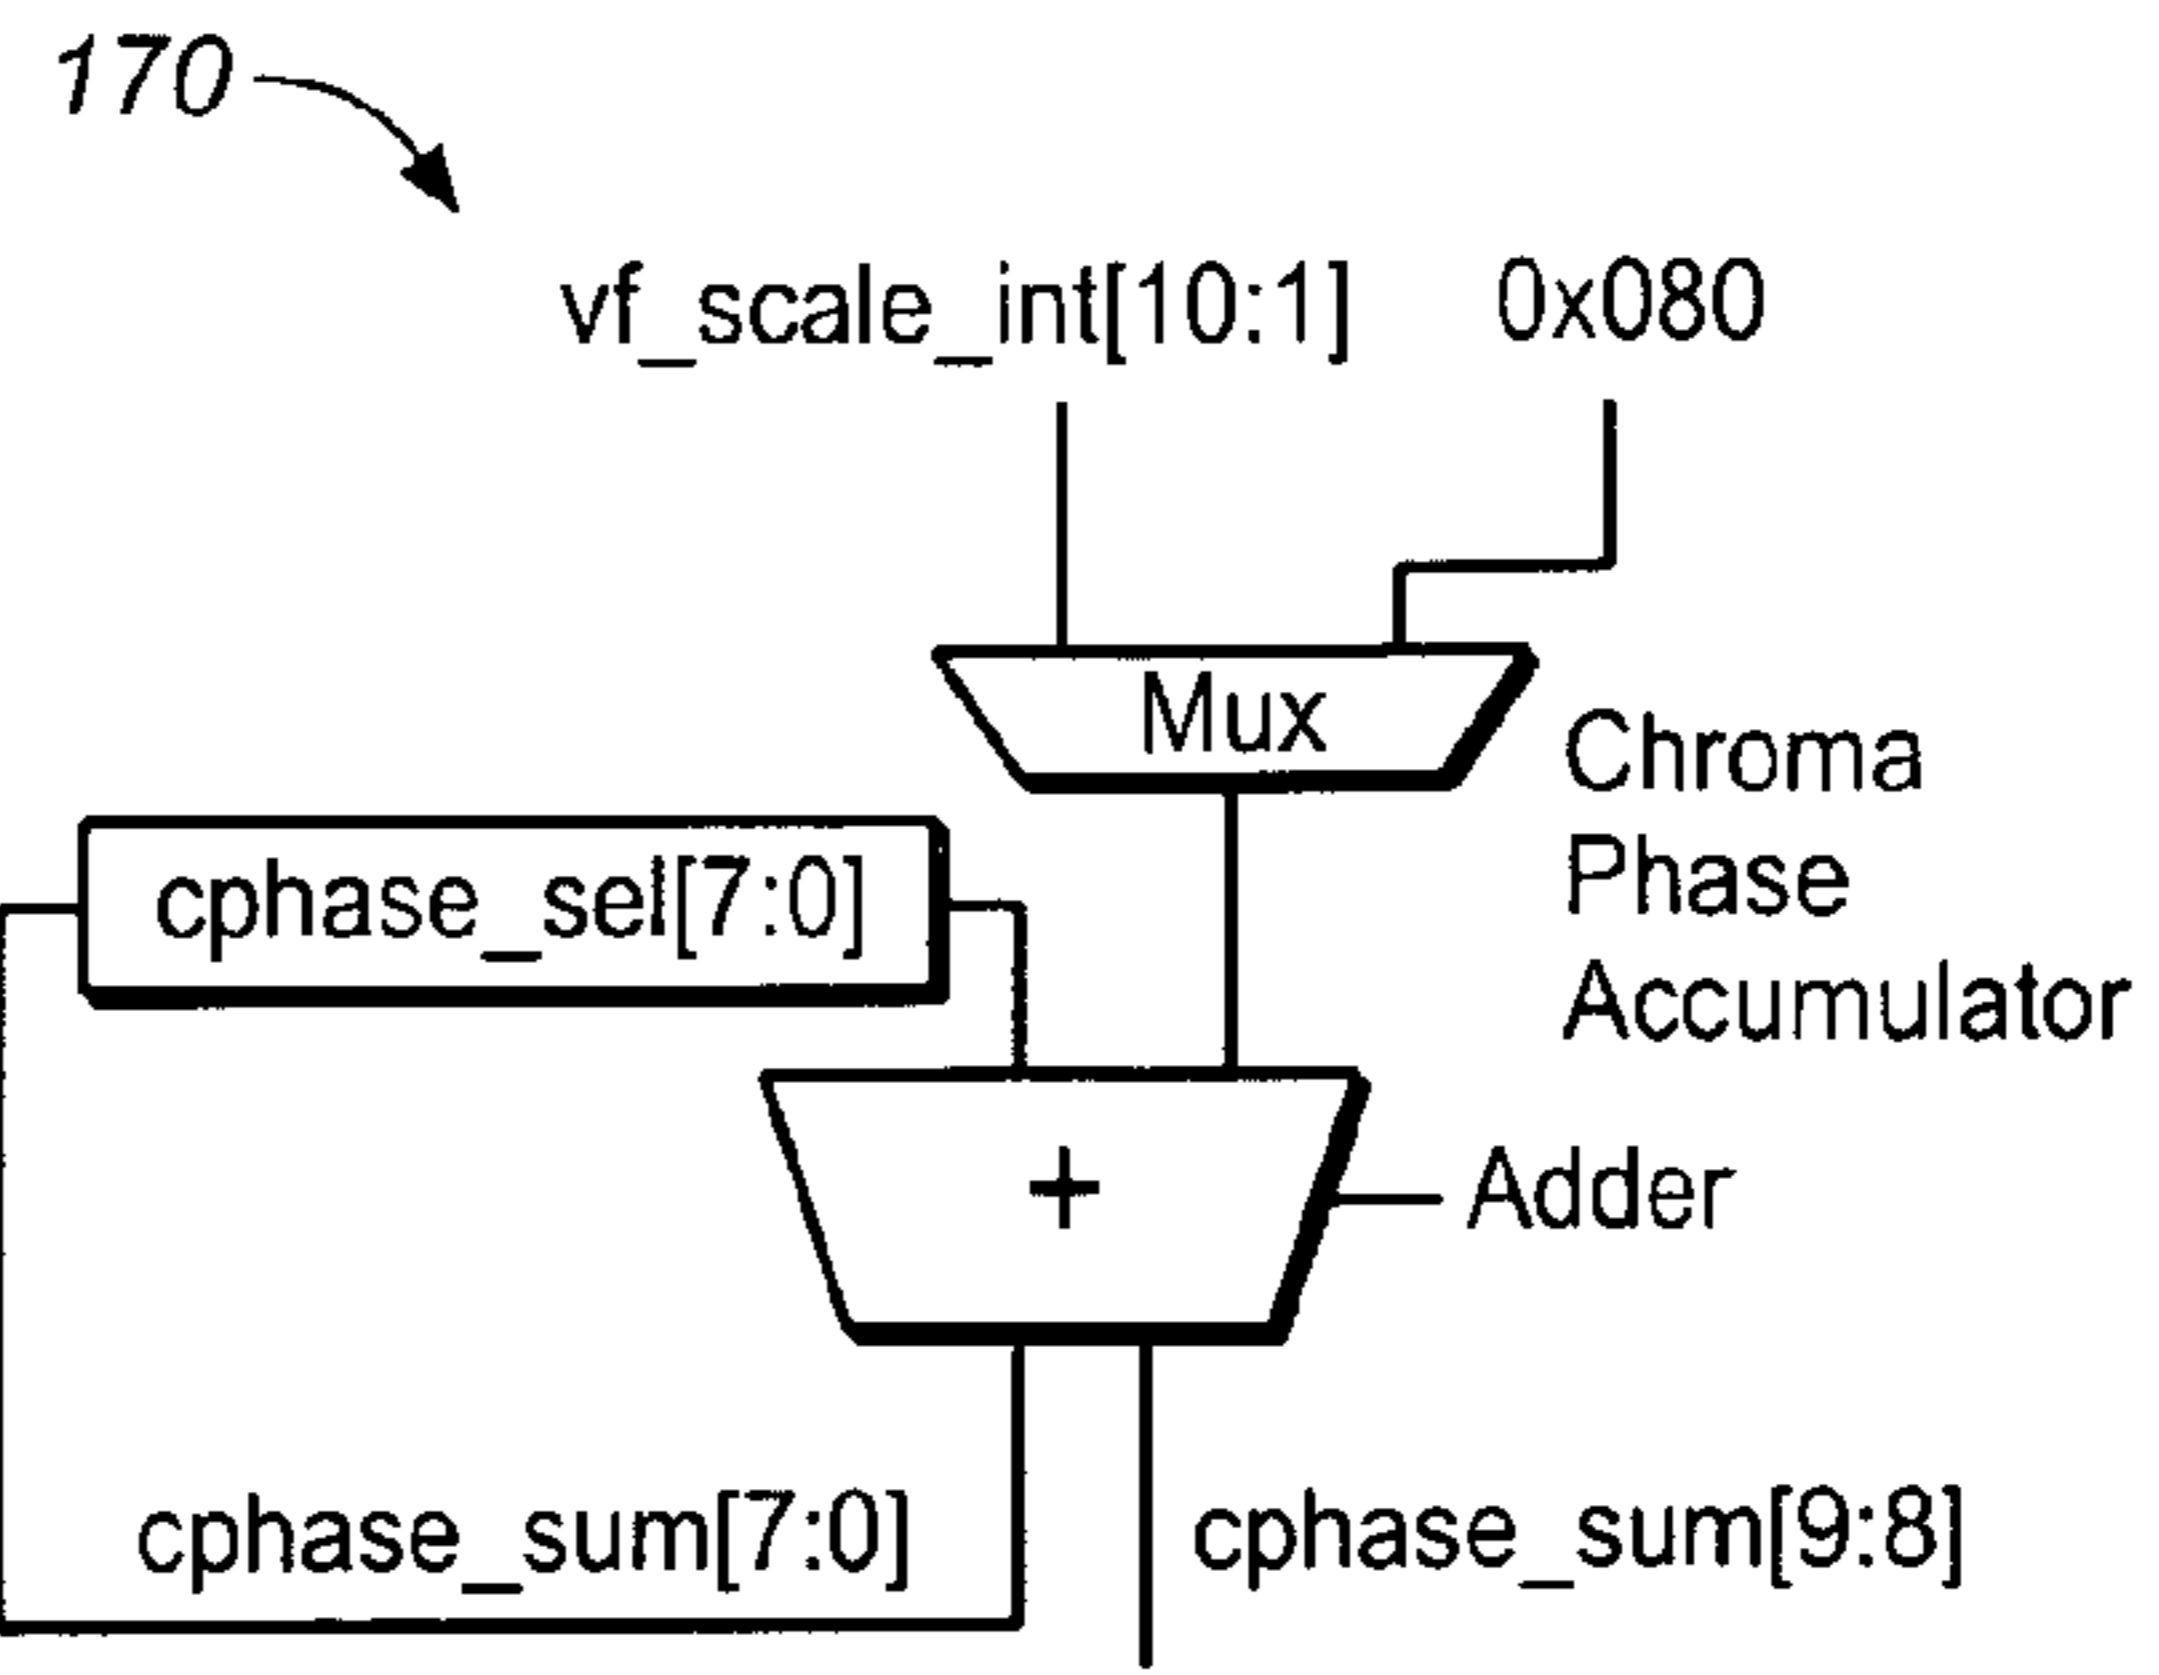 170
vf_scale_int[10:1] 0x080
Mux
Chroma
Phase
Accumulator
cphase_sel[7:0]
+
Adder
cphase_sum[7:0] cphase_sum[9:8]